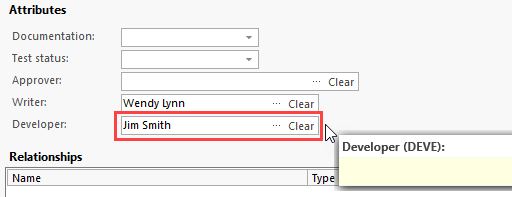 Attributes
Documentation:
Test status:
Approver: ... Clear
Writer: Wendy Lynn ... Clear
Developer: Jim Smith ... Clear
Developer (DEVE):
Relationships
Name Type